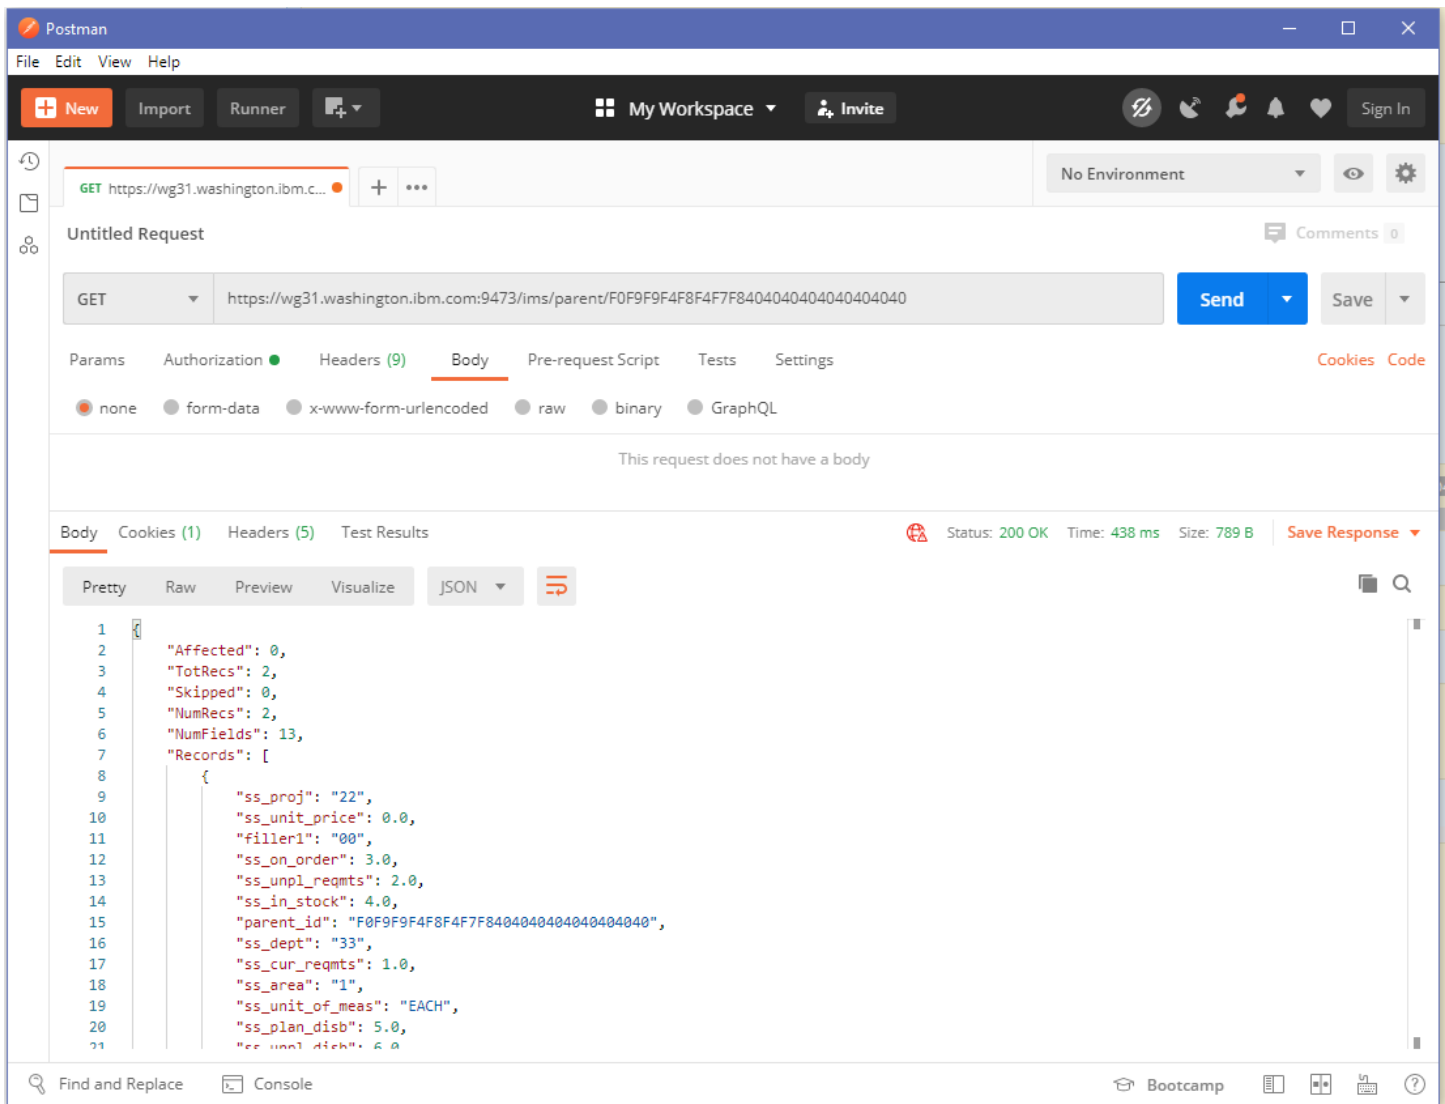 Postman
File Edit View Help
New Import Runner My Workspace Invite Sign In
GET https://wg31.washington.ibm.c... No Environment
Untitled Request Comments 0
GET https://wg31.washington.ibm.com:9473/ims/parent/F0F9F9F4F8F4F7F8404040404040404040 Send Save
Params Authorization Headers (9) Body Pre-request Script Tests Settings Cookies Code
none form-data x-www-form-urlencoded raw binary GraphQL
This request does not have a body
Body Cookies (1) Headers (5) Test Results Status: 200 OK Time: 438 ms Size: 789 B Save Response
Pretty Raw Preview Visualize JSON
1 {
2 "Affected": 0,
3 "TotRecs": 2,
4 "Skipped": 0,
5 "NumRecs": 2,
6 "NumFields": 13,
7 "Records": [
8 {
9 "ss_proj": "22",
10 "ss_unit_price": 0.0,
11 "filler1": "00",
12 "ss_on_order": 3.0,
13 "ss_unpl_reqmts": 2.0,
14 "ss_in_stock": 4.0,
15 "parent_id": "F0F9F9F4F8F4F7F8404040404040404040",
16 "ss_dept": "33",
17 "ss_cur_reqmts": 1.0,
18 "ss_area": "1",
19 "ss_unit_of_meas": "EACH",
20 "ss_plan_disb": 5.0,
21 "ss_unpl_disb": 6.0
Find and Replace Console Bootcamp